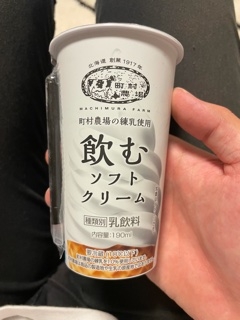 北海道 創業1917年
町村農場
MACHIMURA FARM
町村農場の練乳使用
飲む
ソフト
クリーム
種類別 乳飲料
内容量:190ml